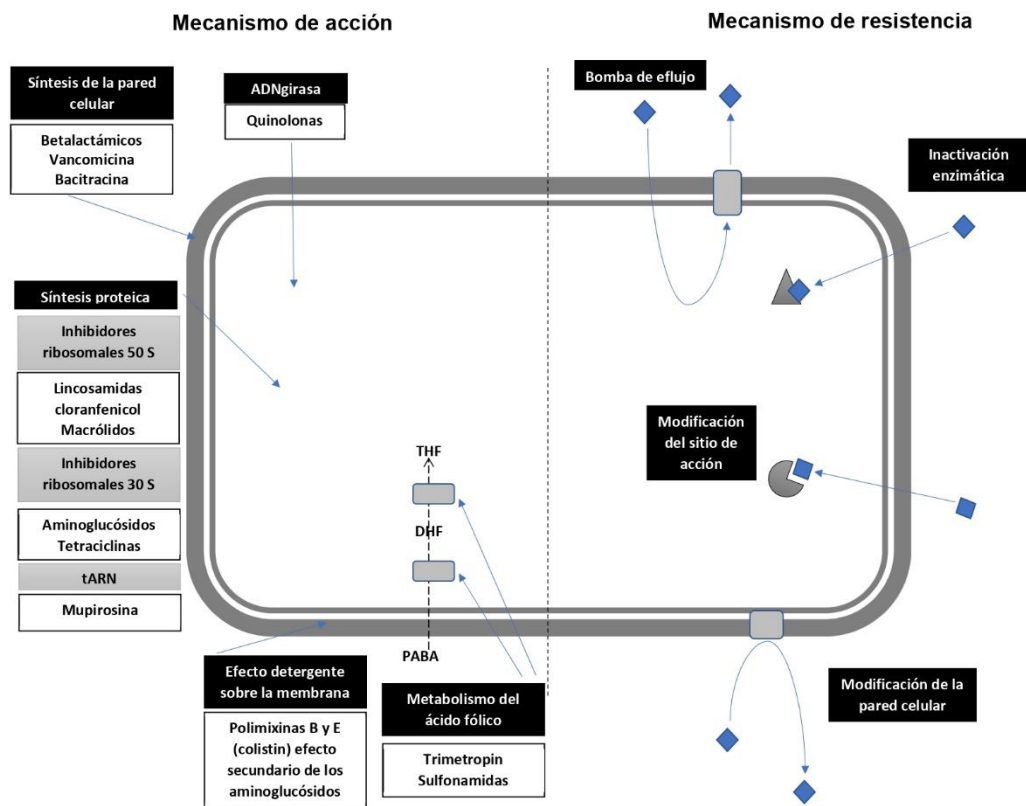 Mecanismo de acción
Mecanismo de resistencia
Síntesis de la pared
celular
Betalactámicos
Vancomicina
Bacitracina
ADNgirasa
Quinolonas
Síntesis proteica
Inhibidores
ribosomales 50 S
Lincosamidas
cloranfenicol
Macrólidos
Inhibidores
ribosomales 30 S
Aminoglucósidos
Tetraciclinas
tARN
Mupirosina
THF
DHF
PABA
Efecto detergente
sobre la membrana
Polimixinas B y E
(colistin) efecto
secundario de los
aminoglucósidos
Metabolismo del
ácido fólico
Trimetropin
Sulfonamidas
Bomba de eflujo
Inactivación
enzimática
Modificación
del sitio de
acción
Modificación de la
pared celular